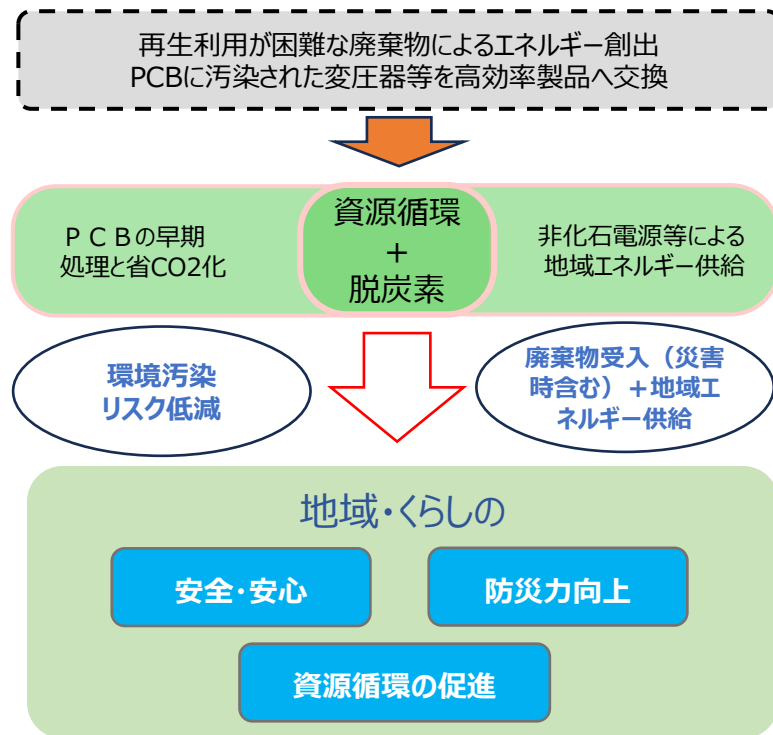 再生利用が困難な廃棄物によるエネルギー創出
PCBに汚染された変圧器等を高効率製品へ交換
ＰＣＢの早期
処理と省CO2化
資源循環
+
脱炭素
非化石電源等による
地域エネルギー供給
環境汚染
リスク低減
廃棄物受入（災害
時含む）＋地域エ
ネルギー供給
地域・くらしの
安全・安心
防災力向上
資源循環の促進